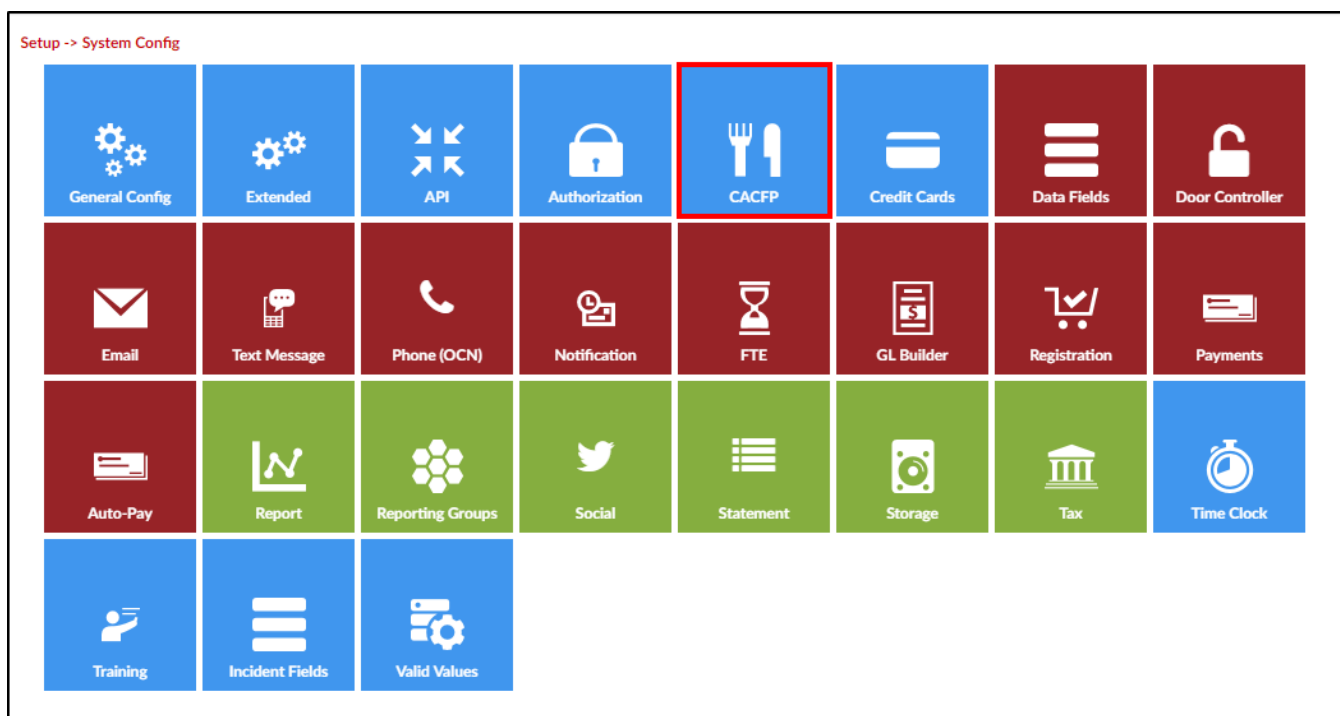 Setup -> System Config
General Config
Extended
API
Authorization
CACFP
Credit Cards
Data Fields
Door Controller
Email
Text Message
Phone (OCN)
Notification
FTE
GL Builder
Registration
Payments
Auto-Pay
Report
Reporting Groups
Social
Statement
Storage
Tax
Time Clock
Training
Incident Fields
Valid Values